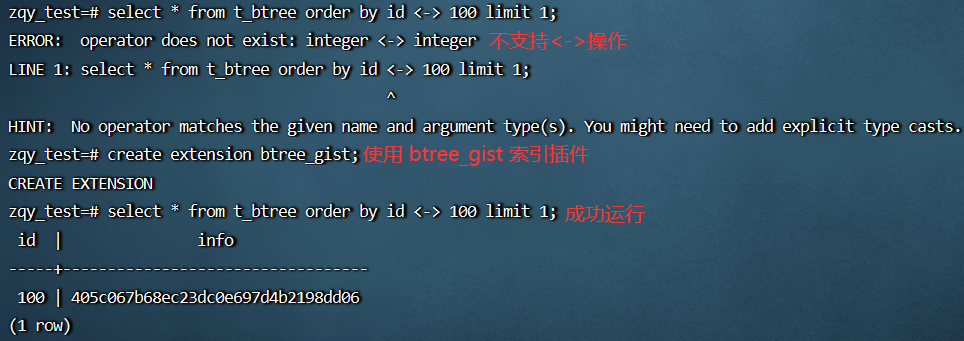 zqy_test=# select * from t_btree order by id <-> 100 limit 1;
ERROR:  operator does not exist: integer <-> integer 不支持<->操作
LINE 1: select * from t_btree order by id <-> 100 limit 1;
^
HINT:  No operator matches the given name and argument type(s). You might need to add explicit type casts.
zqy_test=# create extension btree_gist; 使用 btree_gist 索引插件
CREATE EXTENSION
zqy_test=# select * from t_btree order by id <-> 100 limit 1; 成功运行
id | info
-----+----------------------------------
100 | 405c067b68ec23dc0e697d4b2198dd06
(1 row)